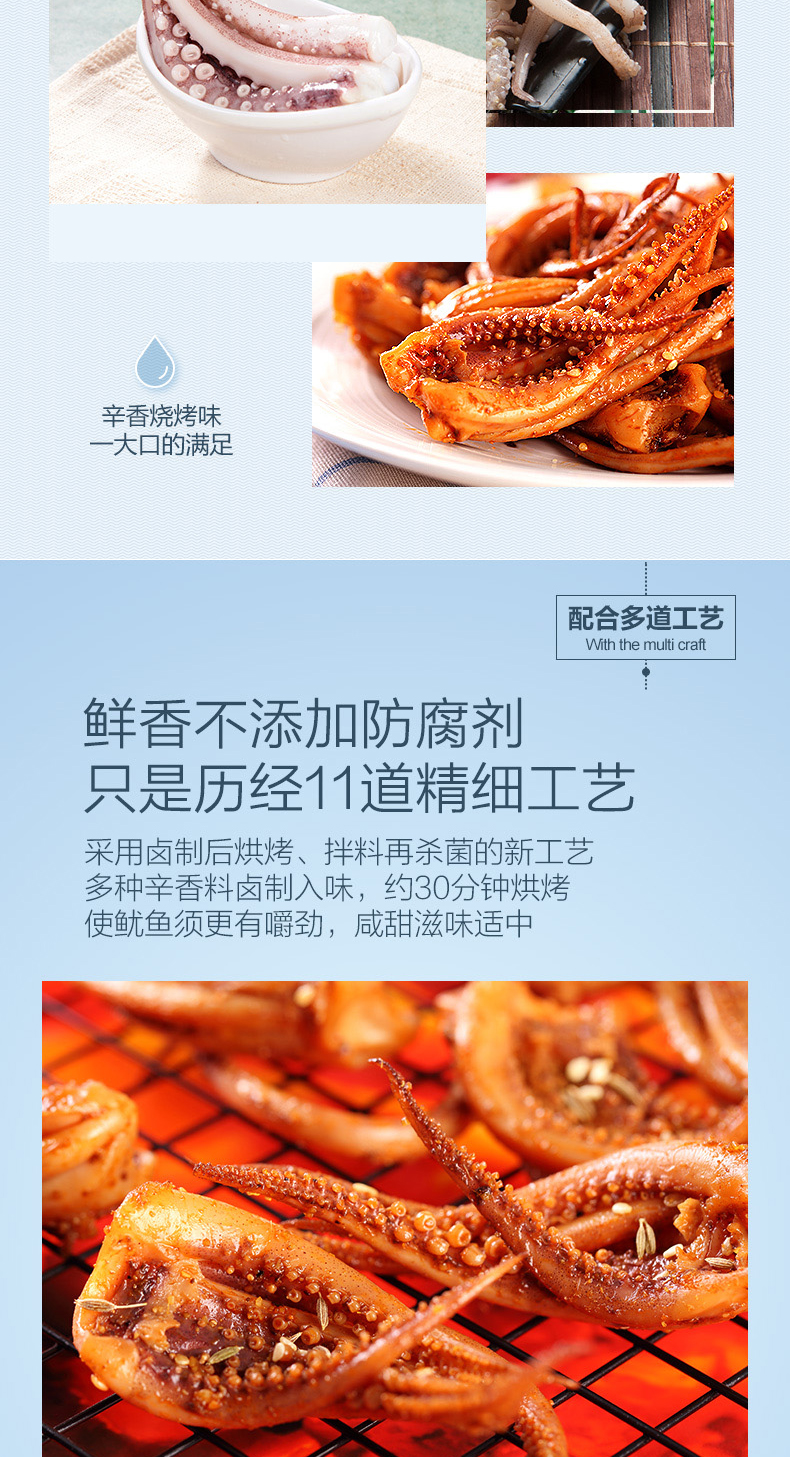 辛香烧烤味
一大口的满足
配合多道工艺
With the multi craft
鲜香不添加防腐剂
只是历经11道精细工艺
采用卤制后烘烤、拌料再杀菌的新工艺
多种辛香料卤制入味，约30分钟烘烤
使鱿鱼须更有嚼劲，咸甜滋味适中